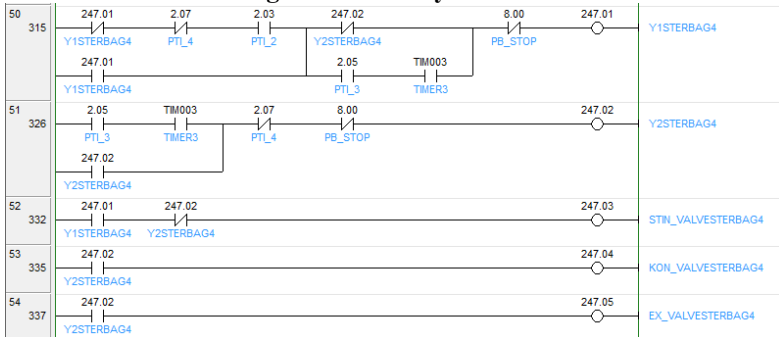 50 247.01 2.07 2.03 247.02 8.00 247.01
315 Y1STERBAG4
Y1STERBAG4 PTI_4 PTI_2 Y2STERBAG4 PB_STOP
247.01 2.05 TIM003
Y1STERBAG4 PTI_3 TIMER3
51 2.05 TIM003 2.07 8.00 247.02
326 Y2STERBAG4
PTI_3 TIMER3 PTI_4 PB_STOP
247.02
Y2STERBAG4
52 247.01 247.02 247.03
332 STIN_VALVESTERBAG4
Y1STERBAG4 Y2STERBAG4
53 247.02 247.04
335 KON_VALVESTERBAG4
Y2STERBAG4
54 247.02 247.05
337 EX_VALVESTERBAG4
Y2STERBAG4